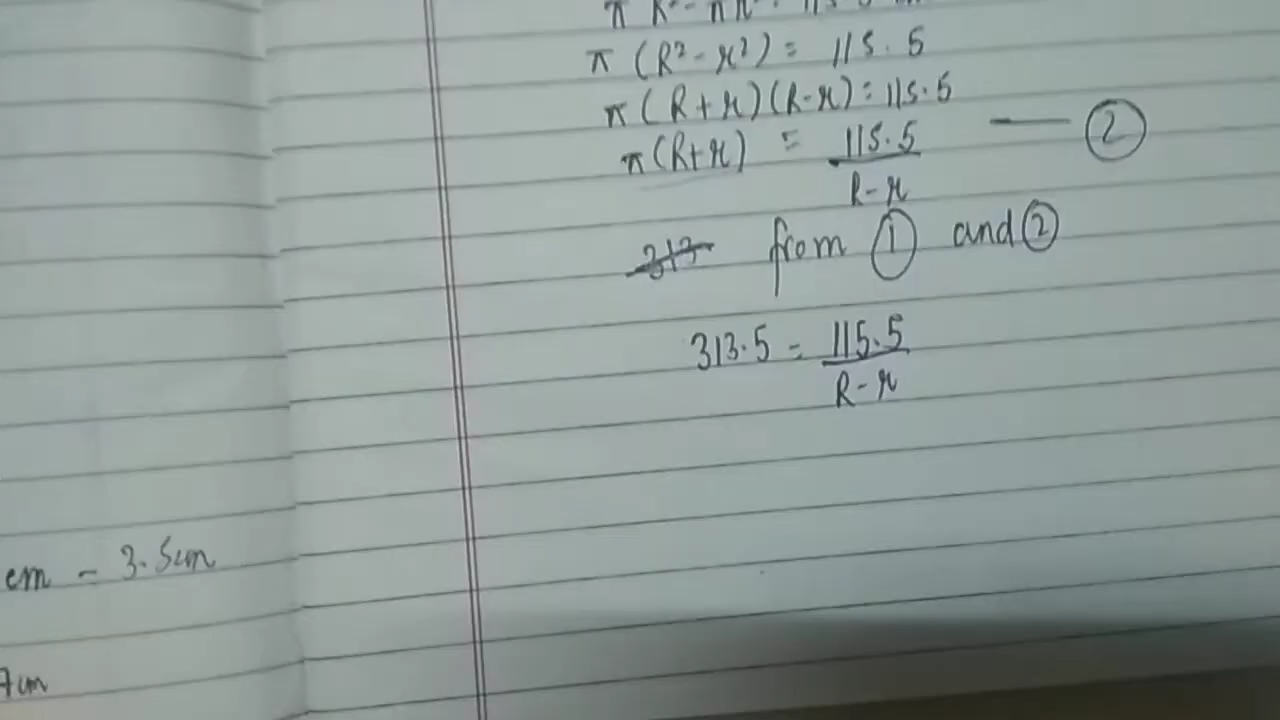 π(R²-r²) = 115.5
π(R+r)(R-r) = 115.5
π(R+r) = 115.5/R-r — ②
313 from ① and ②
313.5 = 115.5/R-r
em - 3.5cm
7cm